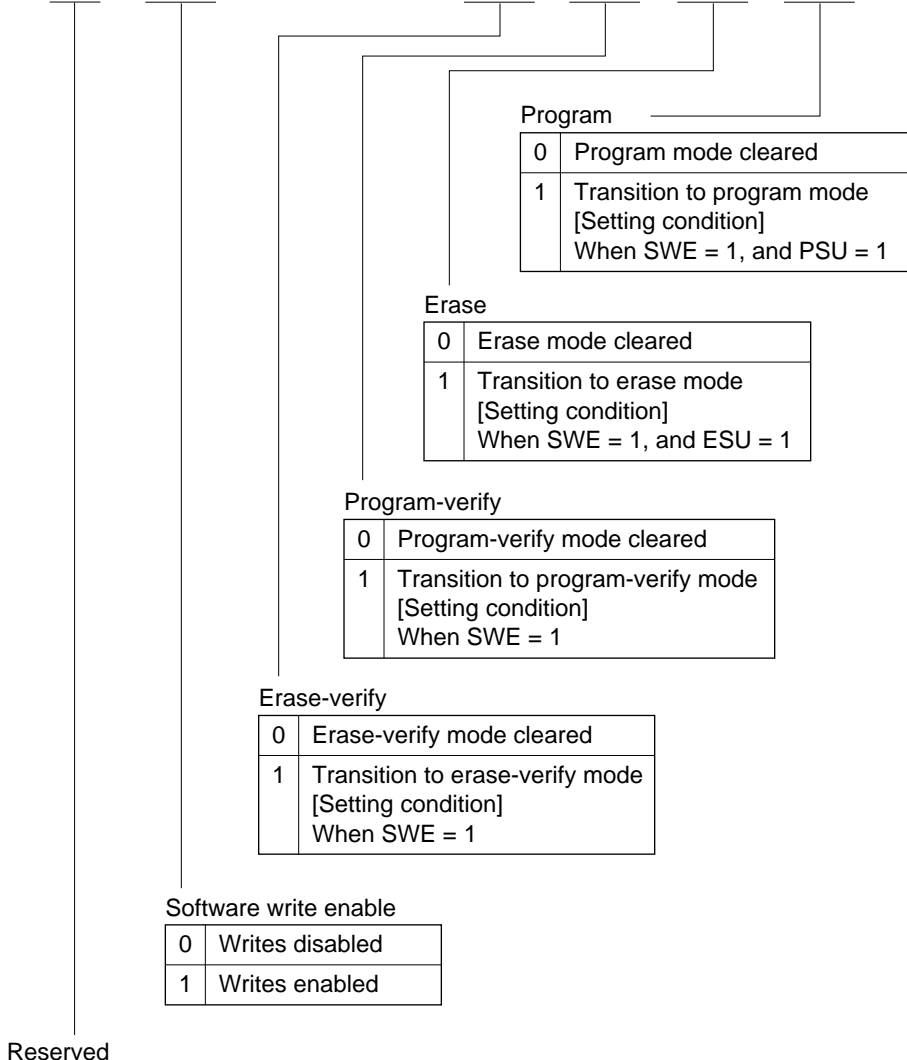 Program
0 Program mode cleared
1 Transition to program mode
[Setting condition]
When SWE = 1, and PSU = 1
Erase
0 Erase mode cleared
1 Transition to erase mode
[Setting condition]
When SWE = 1, and ESU = 1
Program-verify
0 Program-verify mode cleared
1 Transition to program-verify mode
[Setting condition]
When SWE = 1
Erase-verify
0 Erase-verify mode cleared
1 Transition to erase-verify mode
[Setting condition]
When SWE = 1
Software write enable
0 Writes disabled
1 Writes enabled
Reserved